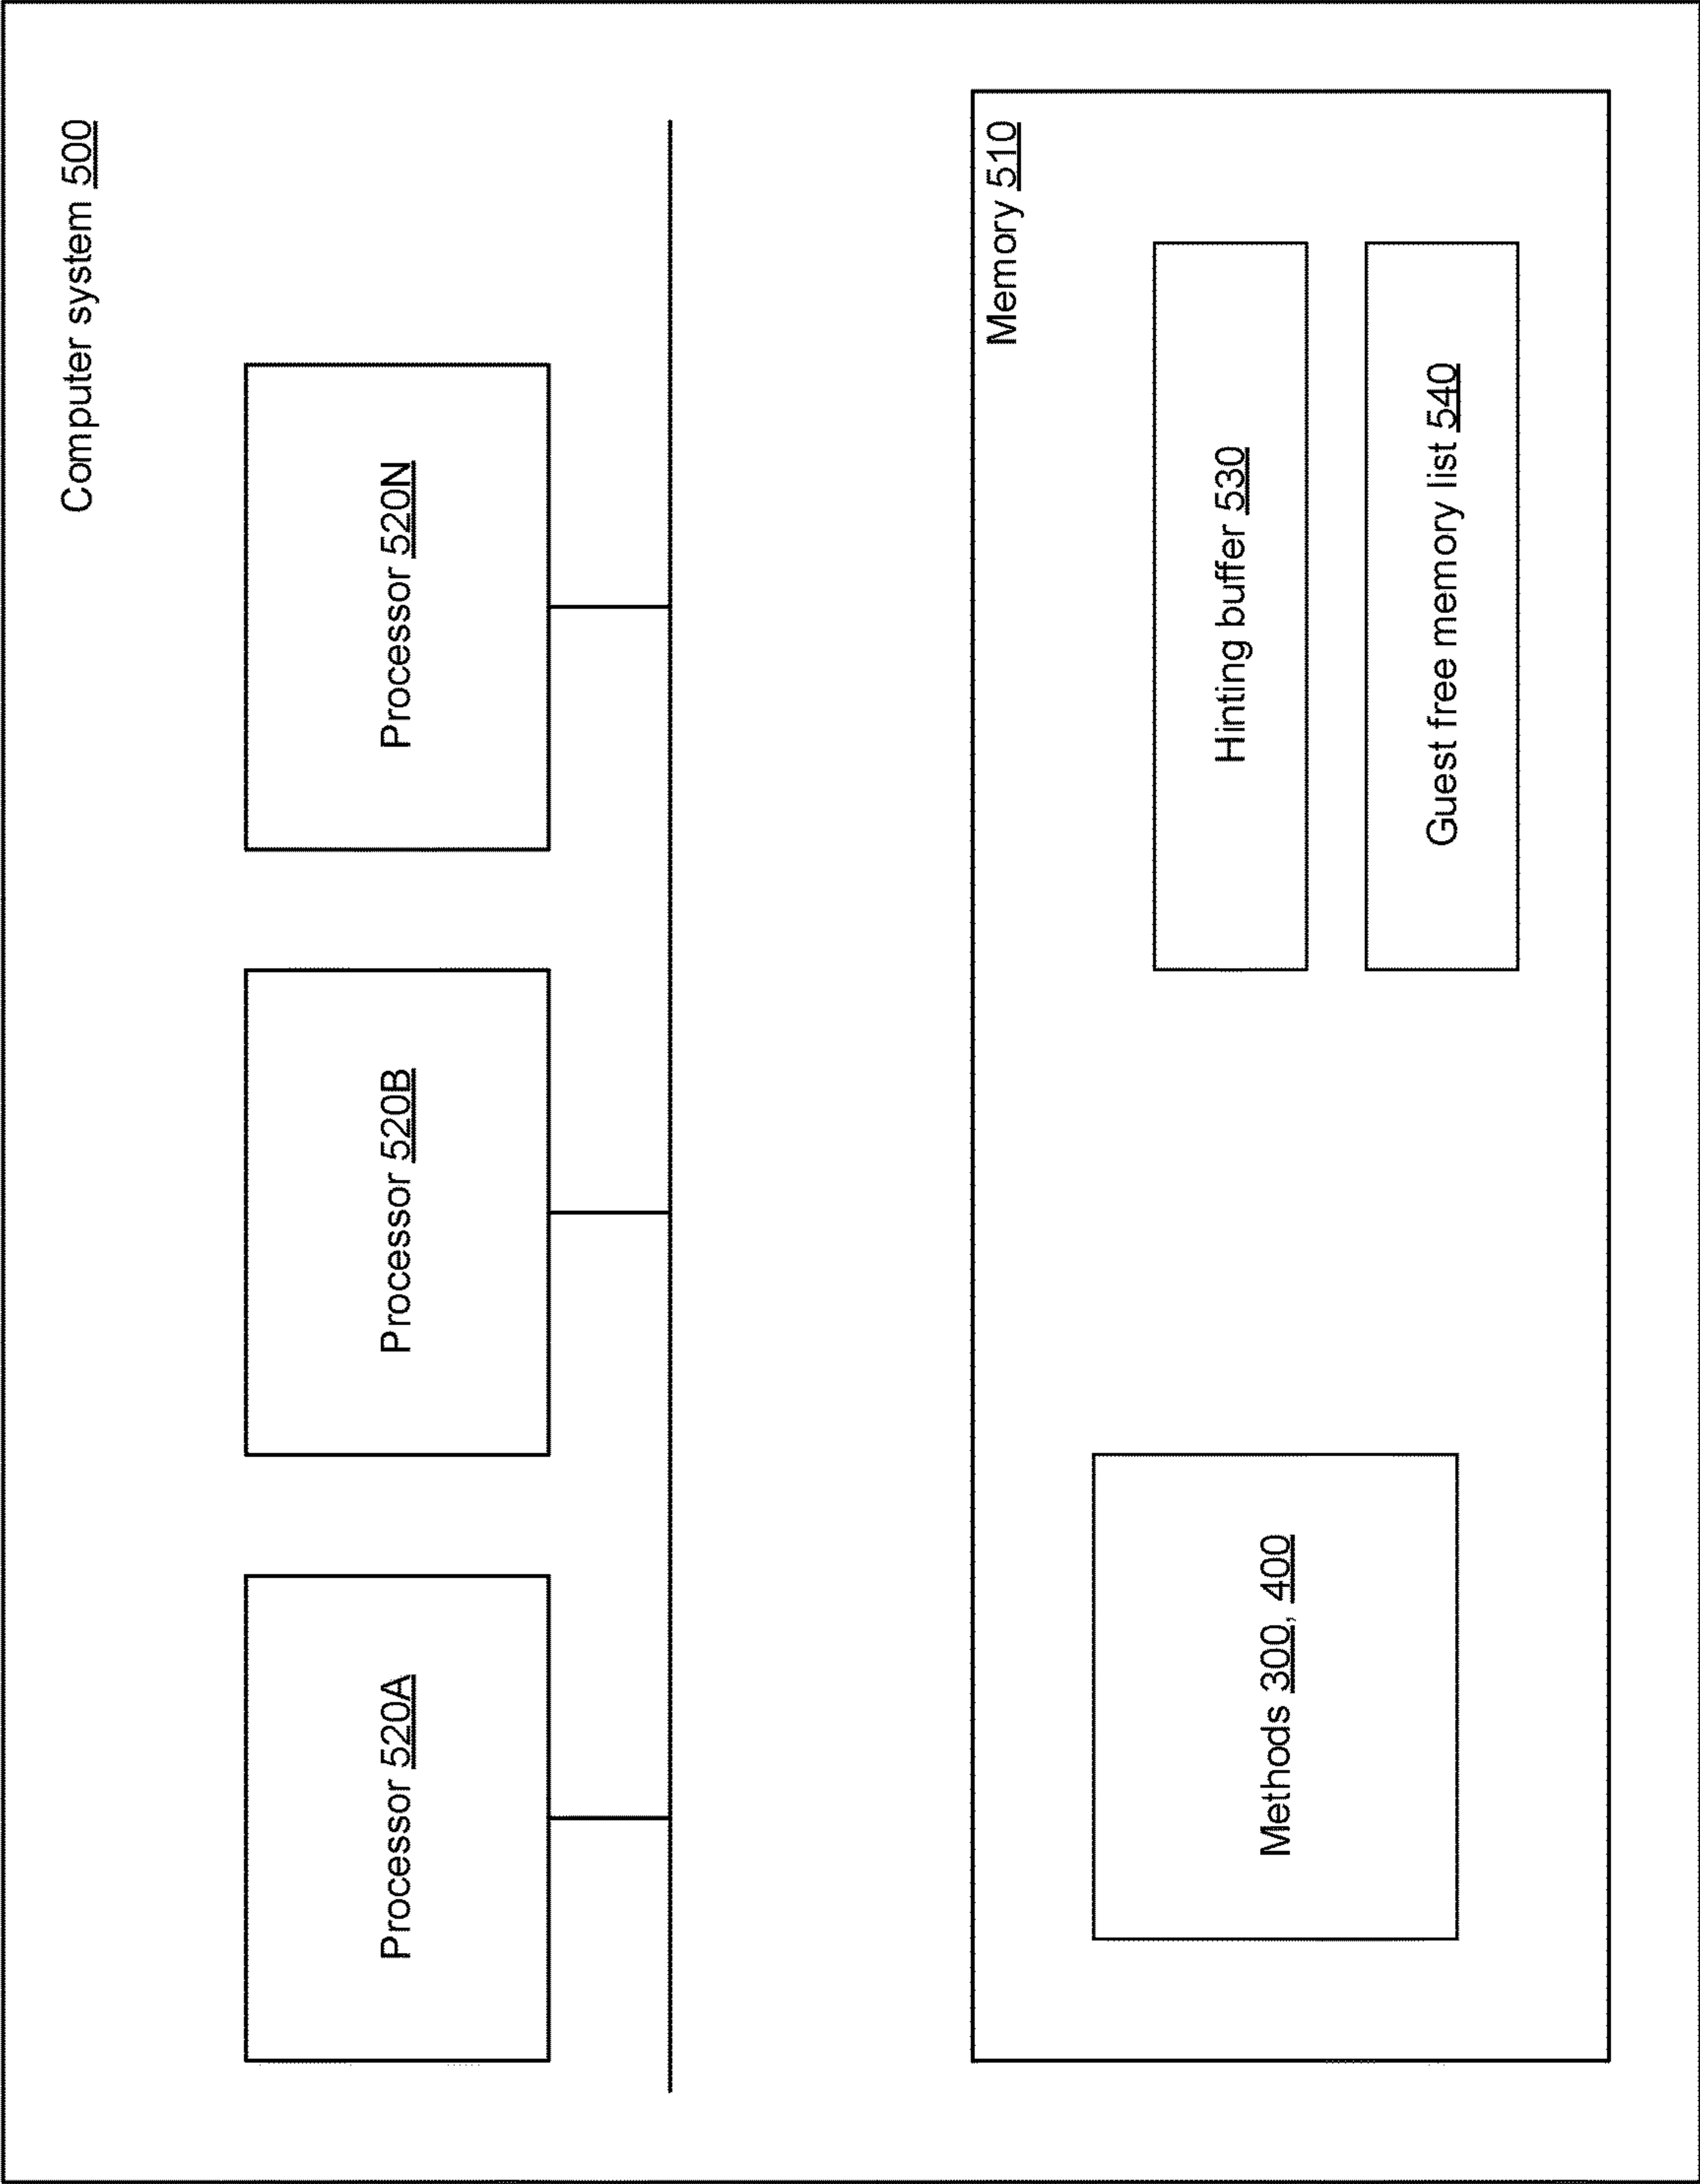 Computer system 500
Processor 520A
Processor 520B
Processor 520N
Memory 510
Methods 300, 400
Hinting buffer 530
Guest free memory list 540